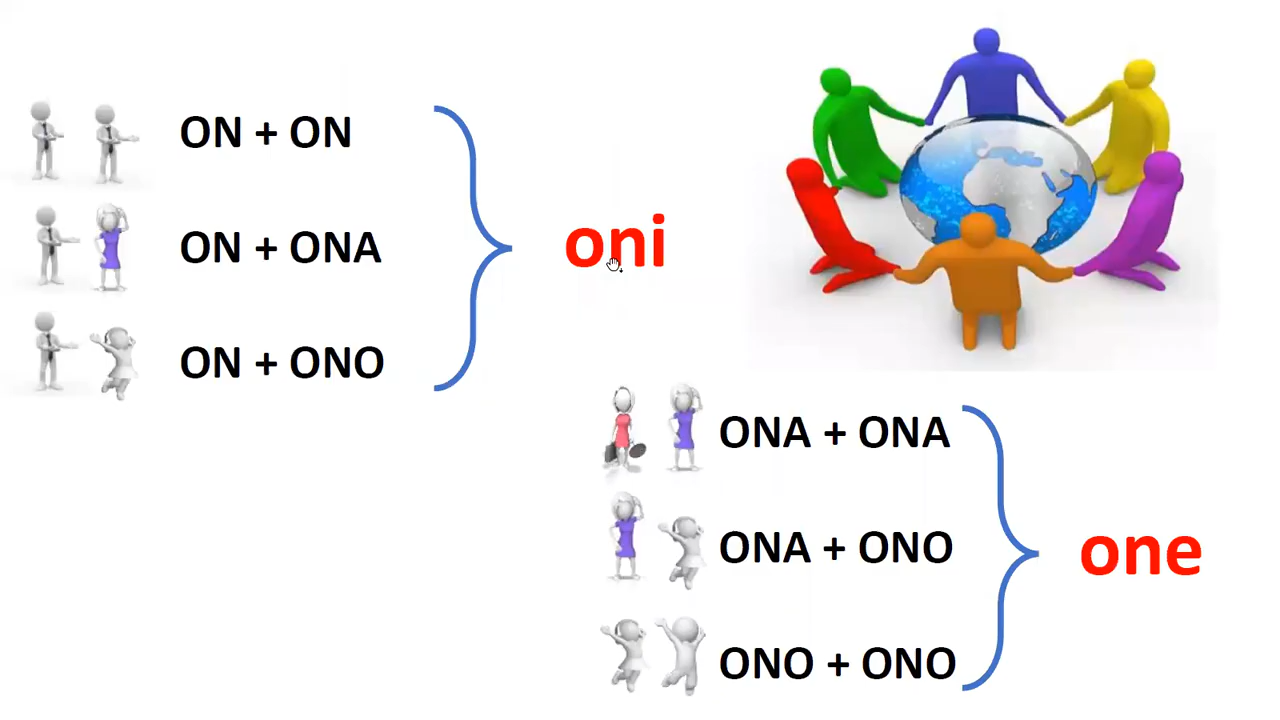 ON + ON
ON + ONA
ON + ONO
oni
ONA + ONA
ONA + ONO
ONO + ONO
one